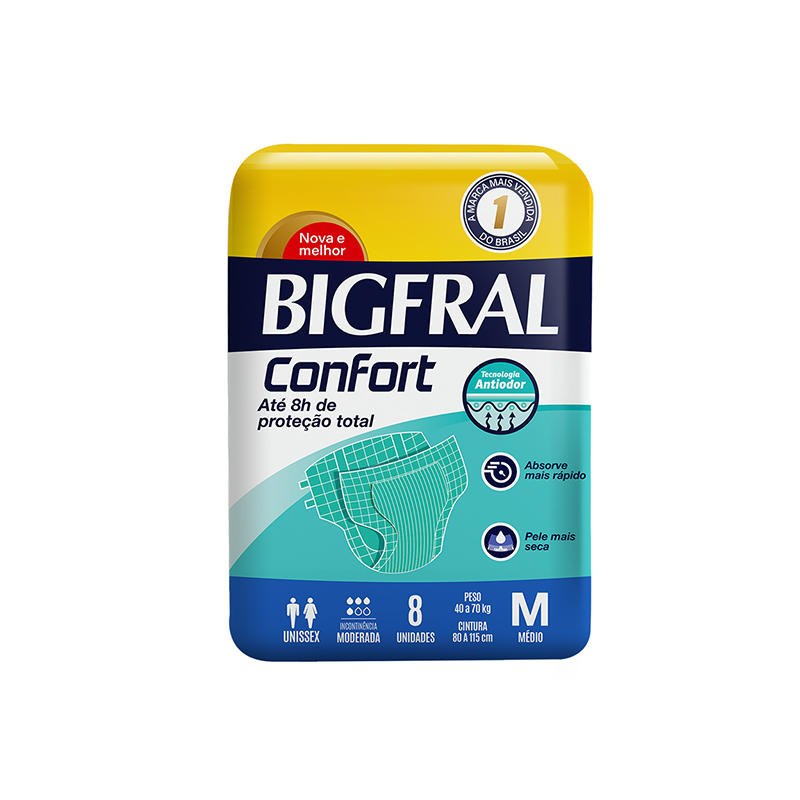 A MARCA MAIS VENDIDA
1
DO BRASIL
Nova e
melhor
BIGFRAL
Confort
Até 8h de
proteção total
Tecnologia
Antiodor
Absorve
mais rápido
Pele mais
seca
UNISSEX
INCONTINÊNCIA
MODERADA
8
UNIDADES
PESO
40 a 70 kg
CINTURA
80 A 115 cm
M
MÉDIO